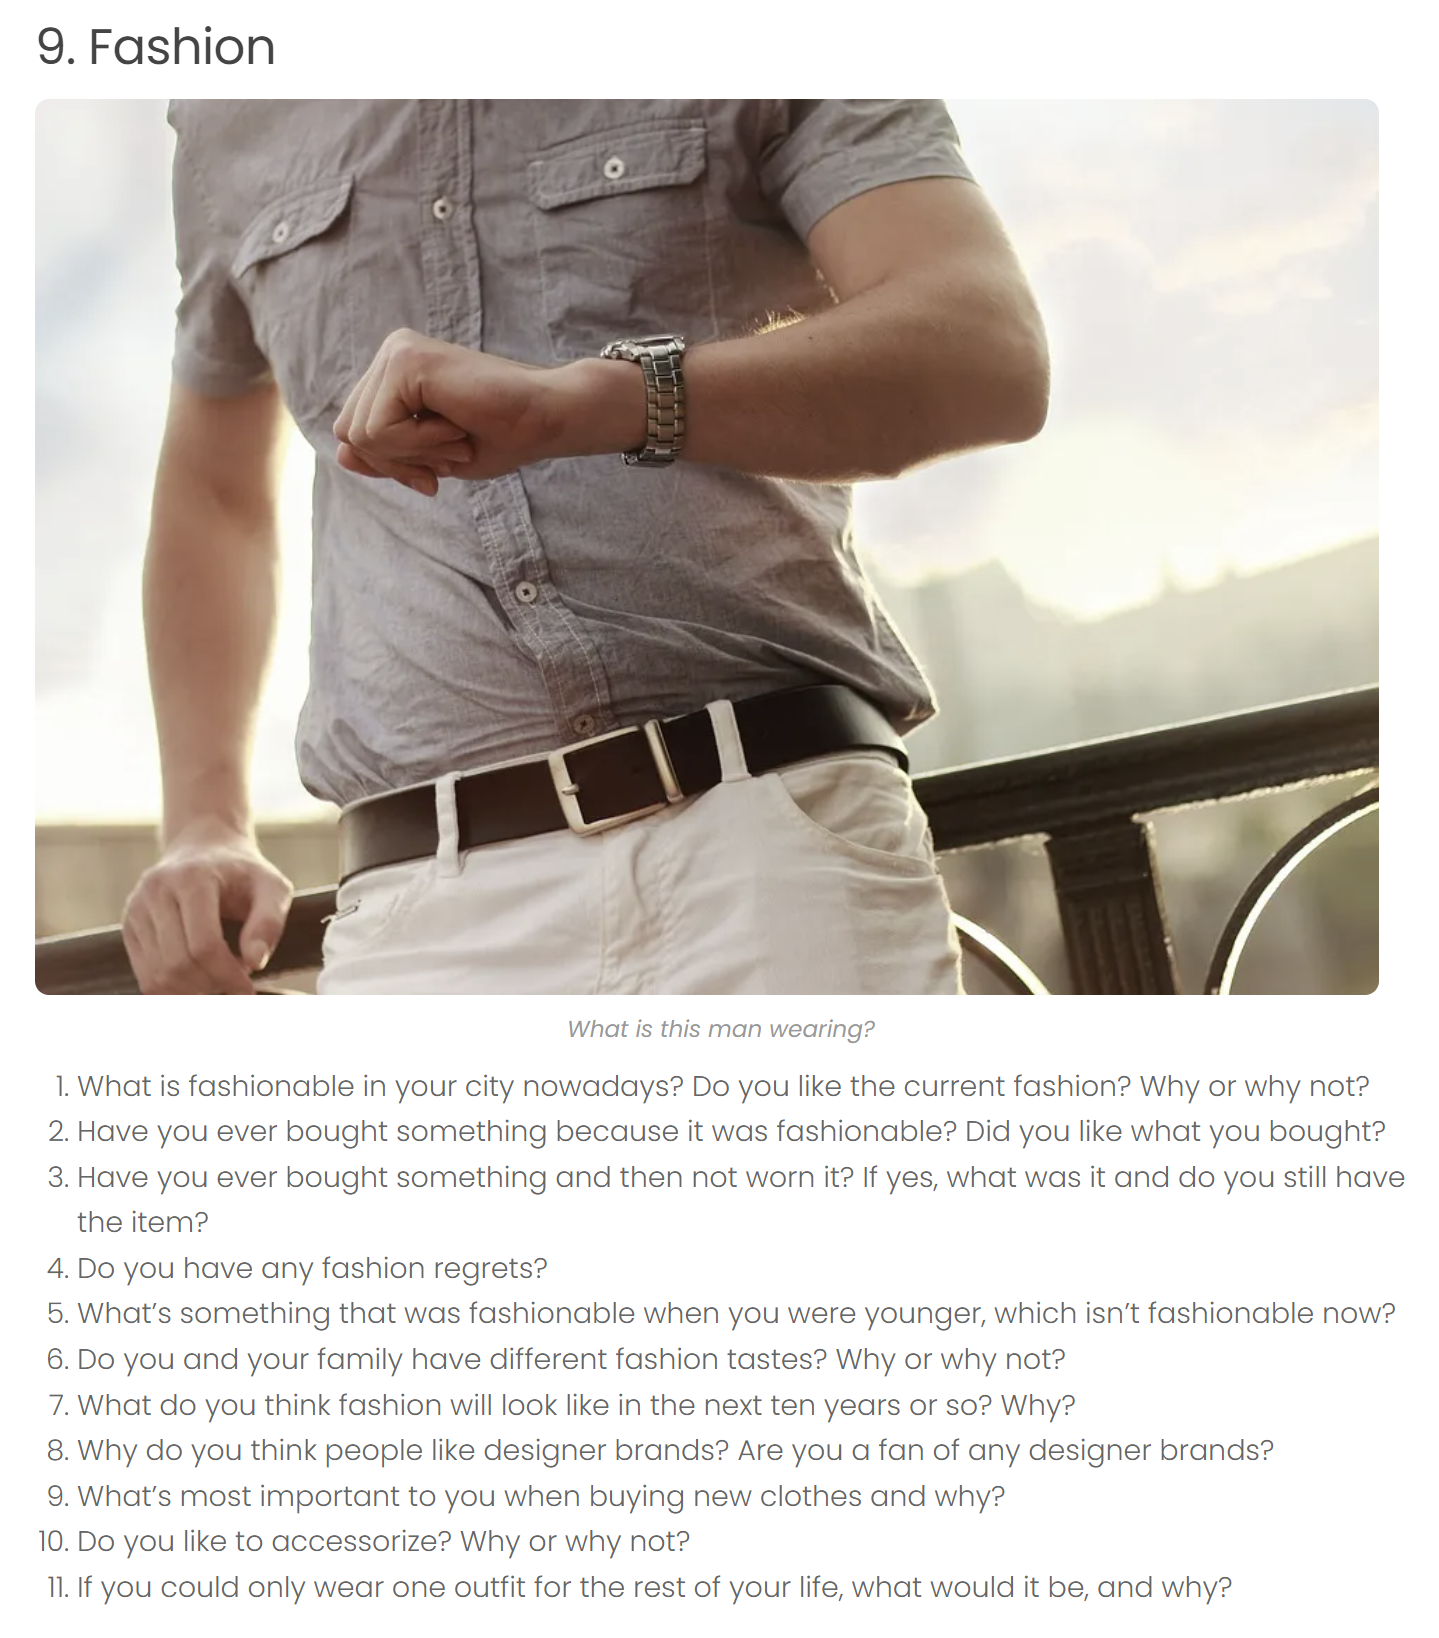 9. Fashion
What is this man wearing?
1. What is fashionable in your city nowadays? Do you like the current fashion? Why or why not?
2. Have you ever bought something because it was fashionable? Did you like what you bought?
3. Have you ever bought something and then not worn it? If yes, what was it and do you still have
the item?
4. Do you have any fashion regrets?
5. What’s something that was fashionable when you were younger, which isn’t fashionable now?
6. Do you and your family have different fashion tastes? Why or why not?
7. What do you think fashion will look like in the next ten years or so? Why?
8. Why do you think people like designer brands? Are you a fan of any designer brands?
9. What’s most important to you when buying new clothes and why?
10. Do you like to accessorize? Why or why not?
11. If you could only wear one outfit for the rest of your life, what would it be, and why?